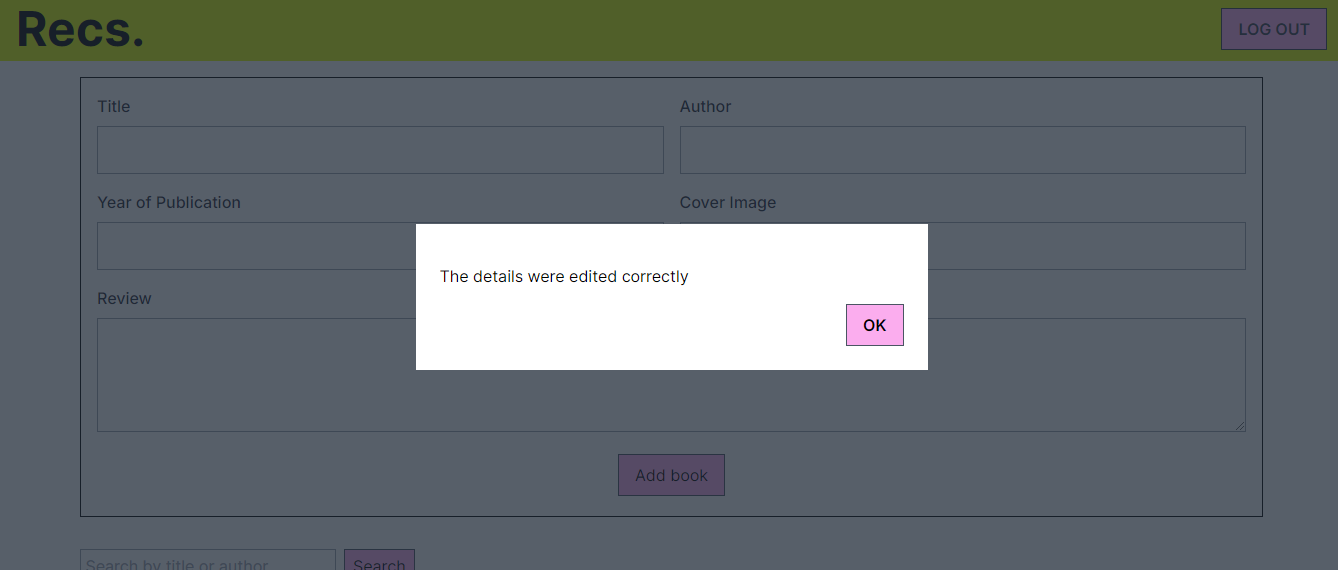 Recs.
LOG OUT
Title
Author
Year of Publication
Cover Image
The details were edited correctly
OK
Review
Add book
Search by title or author
Search